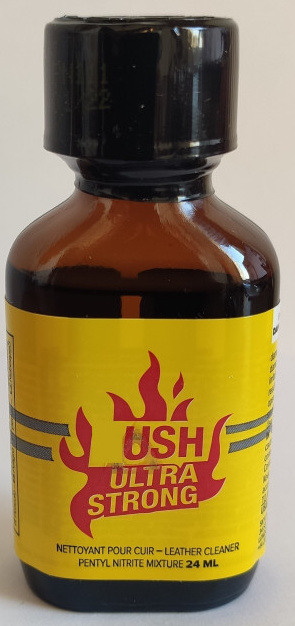 USH
ULTRA
STRONG
NETTOYANT POUR CUIR – LEATHER CLEANER
PENTYL NITRITE MIXTURE 24 ML